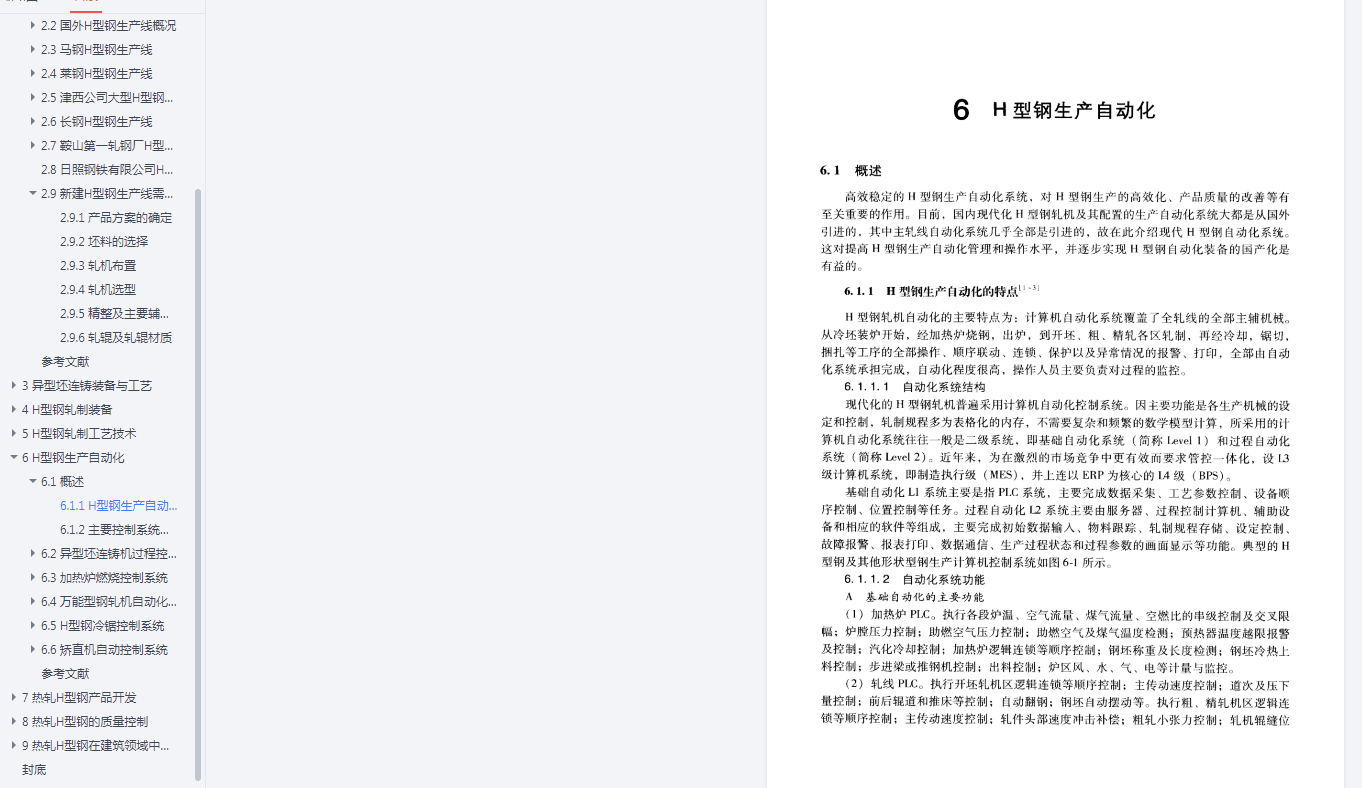 2.2 国外H型钢生产线概况
2.3 马钢H型钢生产线
2.4 莱钢H型钢生产线
2.5 津西公司大型H型钢...
2.6 长钢H型钢生产线
2.7 鞍山第一轧钢厂H型...
2.8 日照钢铁有限公司H...
2.9 新建H型钢生产线需...
2.9.1 产品方案的确定
2.9.2 坯料的选择
2.9.3 轧机布置
2.9.4 轧机选型
2.9.5 精整及主要辅...
2.9.6 轧辊及轧辊材质
参考文献
3 异型坯连铸装备与工艺
4 H型钢轧制装备
5 H型钢轧制工艺技术
6 H型钢生产自动化
6.1 概述
6.1.1 H型钢生产自动...
6.1.2 主要控制系统...
6.2 异型坯连铸机过程控...
6.3 加热炉燃烧控制系统
6.4 万能型钢轧机自动化...
6.5 H型钢冷锯控制系统
6.6 矫直机自动控制系统
参考文献
7 热轧H型钢产品开发
8 热轧H型钢的质量控制
9 热轧H型钢在建筑领域中...
封底
6 H 型钢生产自动化
6.1 概述
高效稳定的 H 型钢生产自动化系统，对 H 型钢生产的高效化、产品质量的改善等有
至关重要的作用。目前，国内现代化 H 型钢轧机及其配置的生产自动化系统大都是从国外
引进的，其中主轧线自动化系统几乎全部是引进的，故在此介绍现代 H 型钢自动化系统。
这对提高 H 型钢生产自动化管理和操作水平，并逐步实现 H 型钢自动化装备的国产化是
有益的。
6.1.1 H 型钢生产自动化的特点[1~3]
H 型钢轧机自动化的主要特点为：计算机自动化系统覆盖了全轧线的全部主辅机械。
从冷坯装炉开始，经加热炉烧钢，出炉，到开坯、粗、精轧各区轧制，再经冷却，锯切，
捆扎等工序的全部操作、顺序联动、连锁、保护以及异常情况的报警、打印，全部由自动
化系统承担完成，自动化程度很高，操作人员主要负责对过程的监控。
6.1.1.1 自动化系统结构
现代化的 H 型钢轧机普遍采用计算机自动化控制系统。因主要功能是各生产机械的设
定和控制，轧制规程多为表格化的内存，不需要复杂和频繁的数学模型计算，所采用的计
算机自动化系统往往一般是二级系统，即基础自动化系统（简称 Level 1）和过程自动化
系统（简称 Level 2）。近年来，为在激烈的市场竞争中更有效而要求管控一体化，设 L3
级计算机系统，即制造执行级（MES），并上连以 ERP 为核心的 L4 级（BPS）。
基础自动化 L1 系统主要是指 PLC 系统，主要完成数据采集、工艺参数控制、设备顺
序控制、位置控制等任务。过程自动化 L2 系统主要由服务器、过程控制计算机、辅助设
备和相应的软件等组成，主要完成初始数据输入、物料跟踪、轧制规程存储、设定控制、
故障报警、报表打印、数据通信、生产过程状态和过程参数的画面显示等功能。典型的 H
型钢及其他形状型钢生产计算机控制系统如图 6-1 所示。
6.1.1.2 自动化系统功能
A 基础自动化的主要功能
（1）加热炉 PLC。执行各段炉温、空气流量、煤气流量、空燃比的串级控制及交叉限
幅；炉膛压力控制；助燃空气压力控制；助燃空气及煤气温度检测；预热器温度越限报警
及控制；汽化冷却控制；加热炉逻辑连锁等顺序控制；钢坯称重及长度检测；钢坯冷热上
料控制；步进梁或推钢机控制；出料控制；炉区风、水、气、电等计量与监控。
（2）轧线 PLC。执行开坯轧机区逻辑连锁等顺序控制；主传动速度控制；道次及压下
量控制；前后辊道和推床等控制；自动翻钢；钢坯自动摆动等。执行粗、精轧机区逻辑连
锁等顺序控制；主传动速度控制；轧件头部速度冲击补偿；粗轧小张力控制；轧机辊缝位